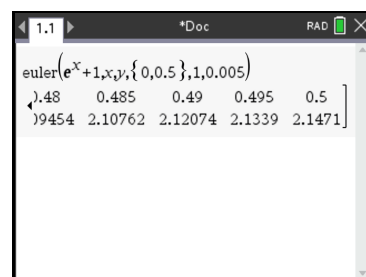 1.1 *Doc RAD
euler(eˣ+1,x,y,{0,0.5},1,0.005)
).48 0.485 0.49 0.495 0.5
)9454 2.10762 2.12074 2.1339 2.1471]